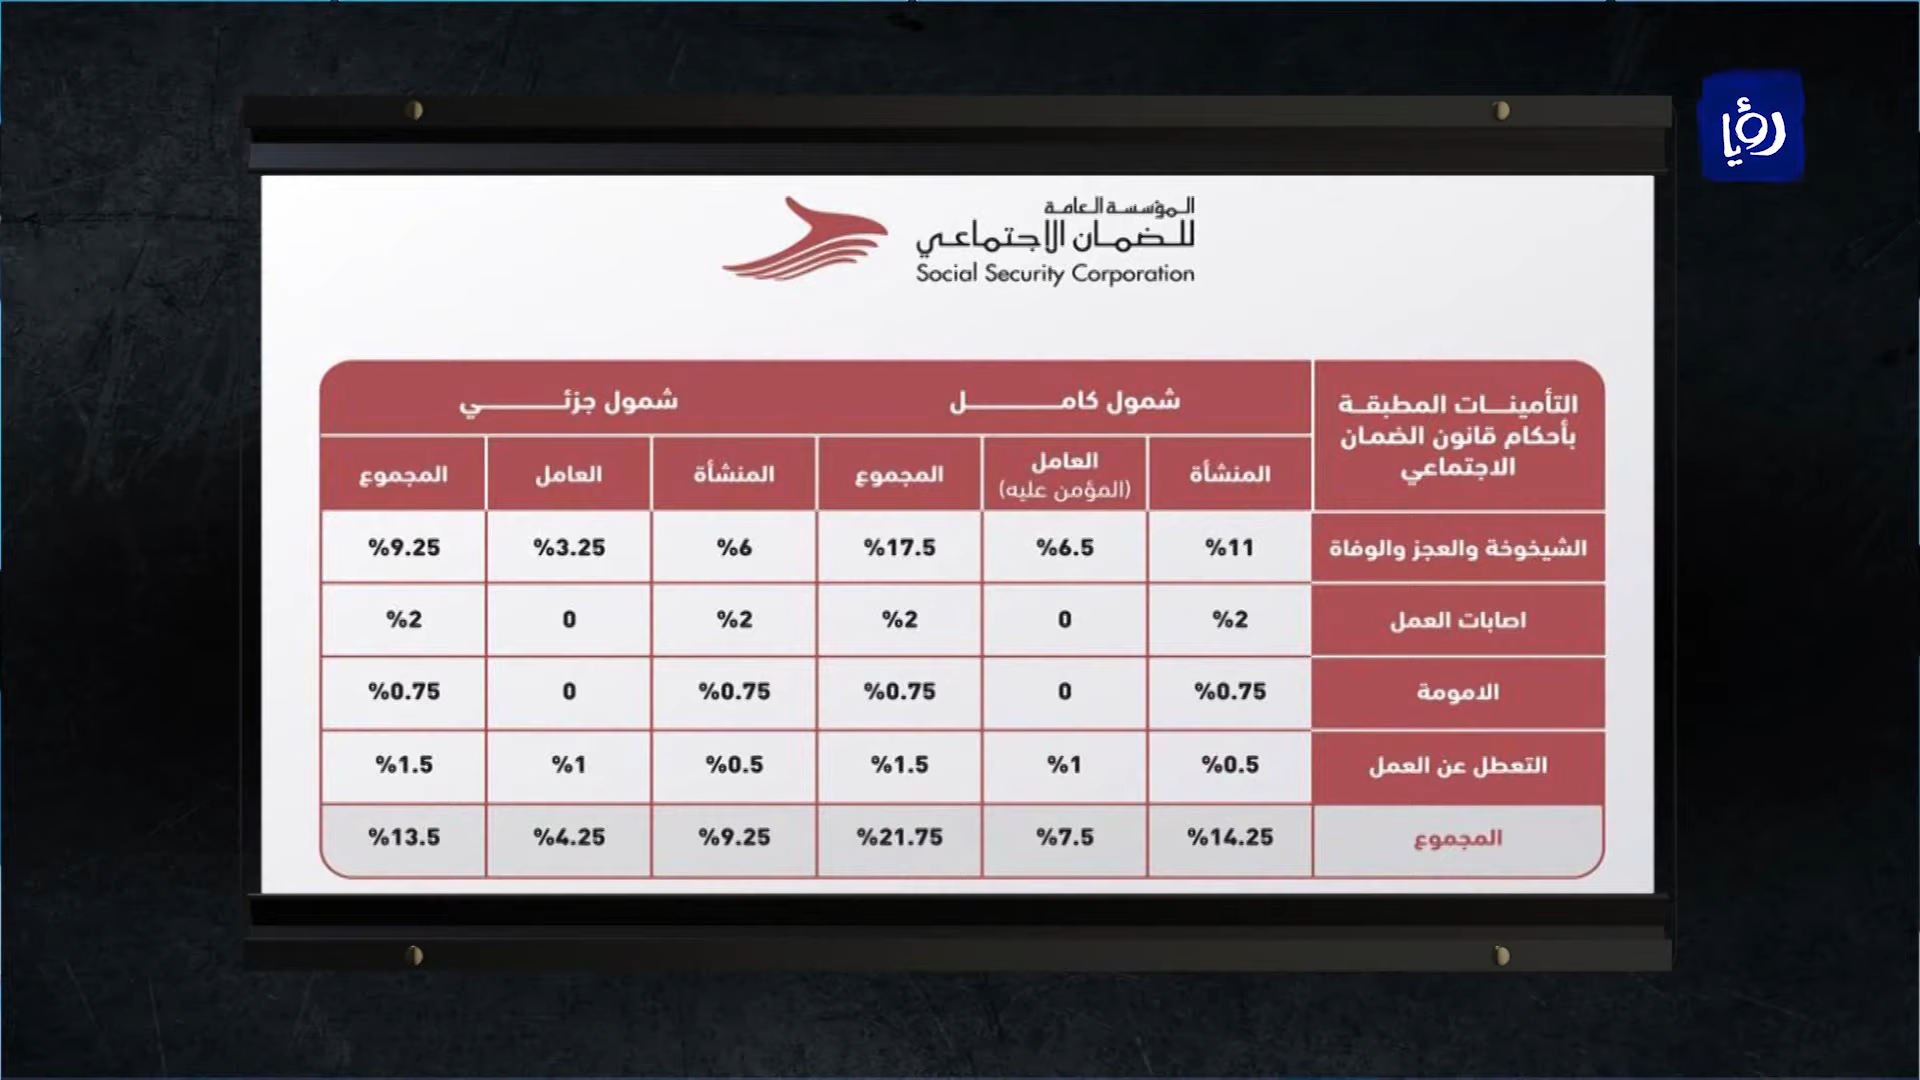 رؤيا
المؤسسة العامة
للضمان الاجتماعي
Social Security Corporation
التأمينات المطبقة
بأحكام قانون الضمان
الاجتماعي
شمول كامل
شمول جزئي
المنشأة
العامل
(المؤمن عليه)
المجموع
المنشأة
العامل
المجموع
الشيخوخة والعجز والوفاة %11 %6.5 %17.5 %6 %3.25 %9.25
اصابات العمل %2 0 %2 %2 0 %2
الامومة %0.75 0 %0.75 %0.75 0 %0.75
التعطل عن العمل %0.5 %1 %1.5 %0.5 %1 %1.5
المجموع %14.25 %7.5 %21.75 %9.25 %4.25 %13.5